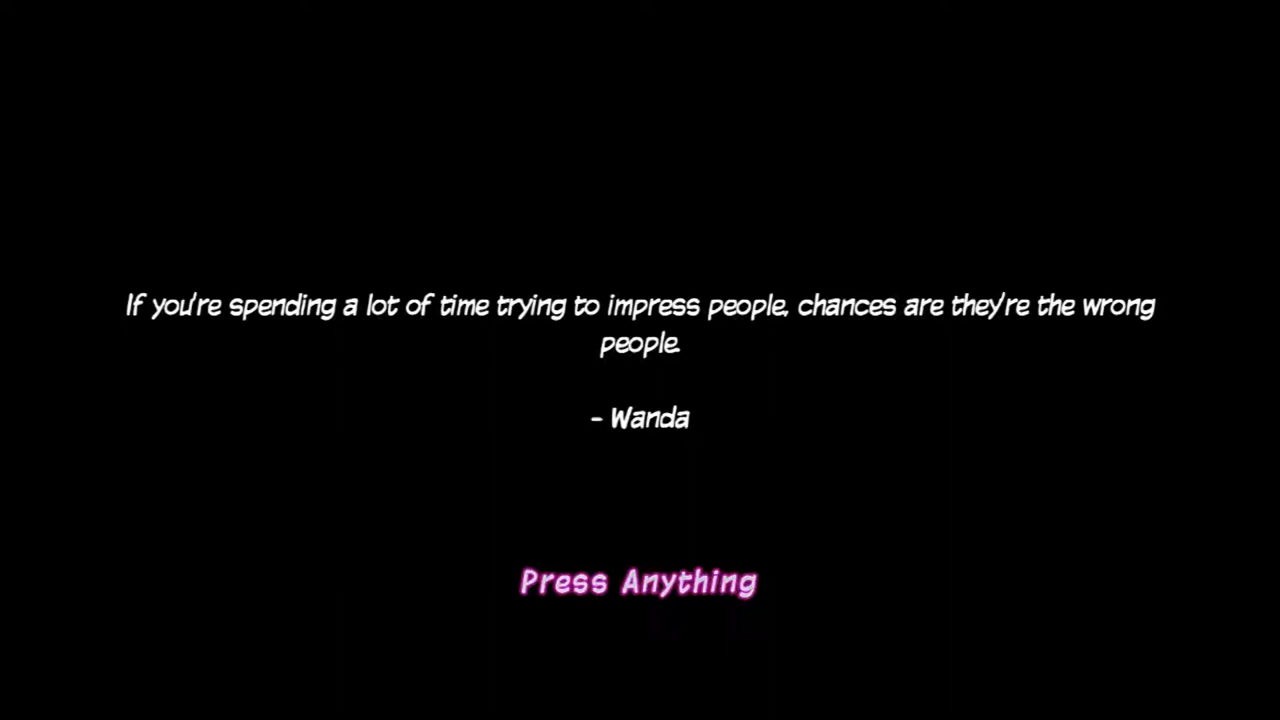 If you're spending a lot of time trying to impress people, chances are they're the wrong
people.
- Wanda
Press Anything